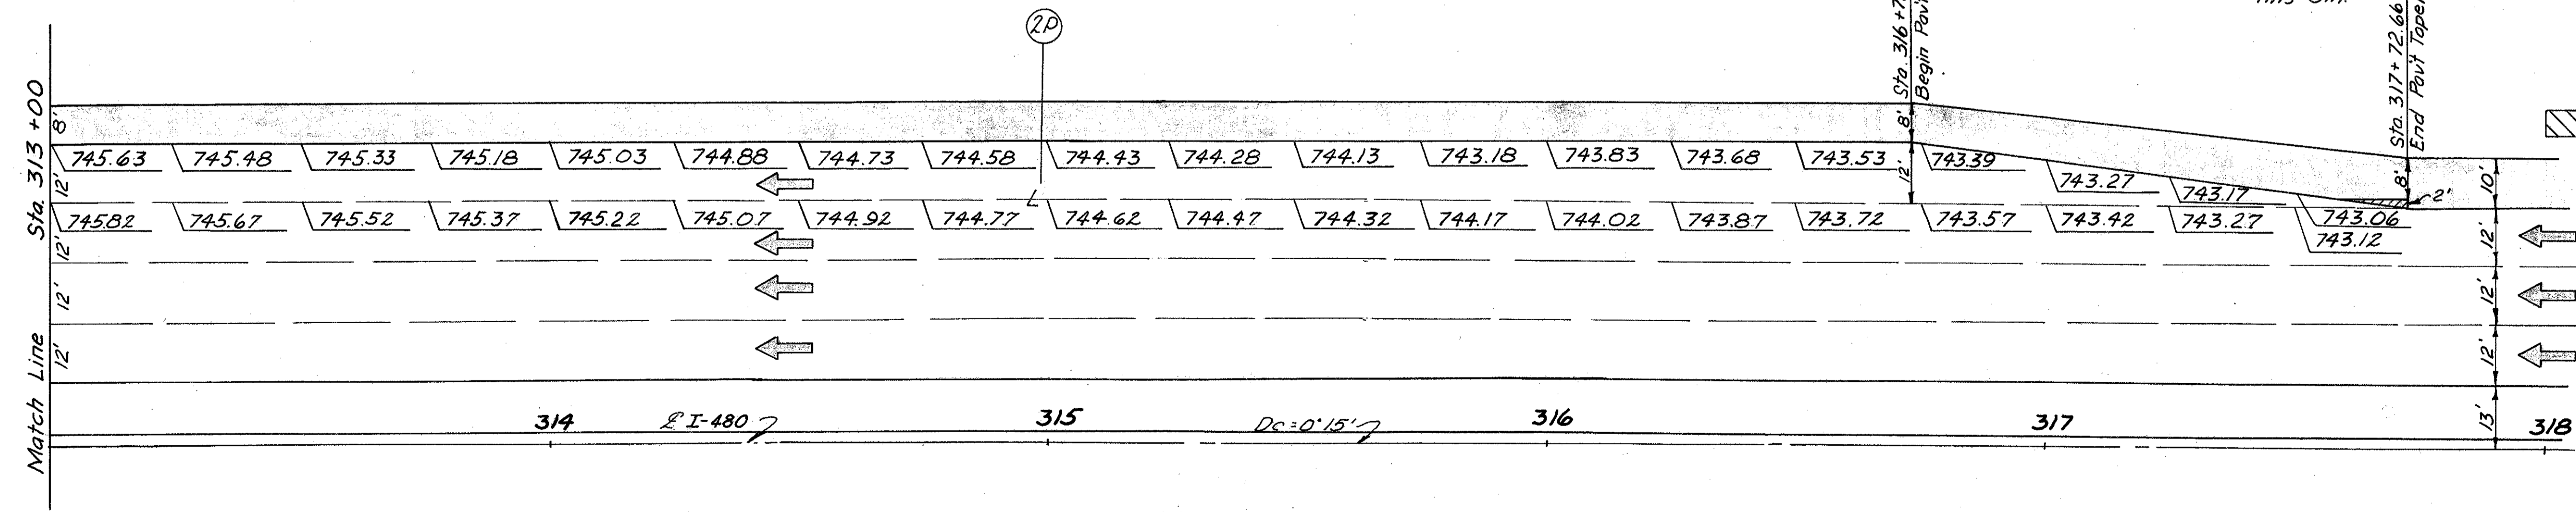 2P
Sta. 316+7
Begin Pav't
Sta. 317+72.66
End Pav't Taper
Match Line Sta. 313+00
8'
8'
8'
10'
2'
745.63 745.48 745.33 745.18 745.03 744.88 744.73 744.58 744.43 744.28 744.13 743.18 743.83 743.68 743.53 743.39 743.27 743.17 743.06
12'
12'
745.82 745.67 745.52 745.37 745.22 745.07 744.92 744.77 744.62 744.47 744.32 744.17 744.02 743.87 743.72 743.57 743.42 743.27 743.12
12'
12'
12'
12'
12'
12'
314 ℄ I-480 315 Dc=0°15' 316 317 318
13'